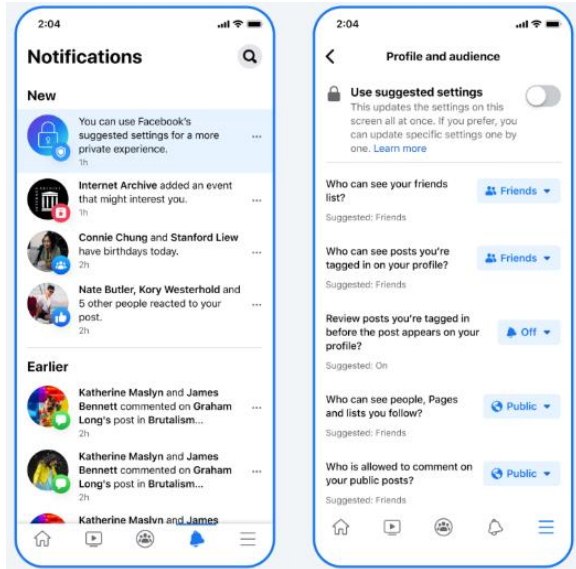 2:04
Notifications
New
You can use Facebook's
suggested settings for a more
private experience.
1h
Internet Archive added an event
that might interest you.
1h
Connie Chung and Stanford Liew
have birthdays today.
2h
Nate Butler, Kory Westerhold and
5 other people reacted to your
post.
2h
Earlier
Katherine Maslyn and James
Bennett commented on Graham
Long's post in Brutalism...
2h
Katherine Maslyn and James
Bennett commented on Graham
Long's post in Brutalism...
2h
Katherine Maslyn and James
2:04
Profile and audience
Use suggested settings
This updates the settings on this
screen all at once. If you prefer, you
can update specific settings one by
one. Learn more
Who can see your friends
list?
Friends
Suggested: Friends
Who can see posts you're
tagged in on your profile?
Friends
Suggested: Friends
Review posts you're tagged in
before the post appears on your
profile?
Off
Suggested: On
Who can see people, Pages
and lists you follow?
Public
Suggested: Friends
Who is allowed to comment on
your public posts?
Public
Suggested: Friends